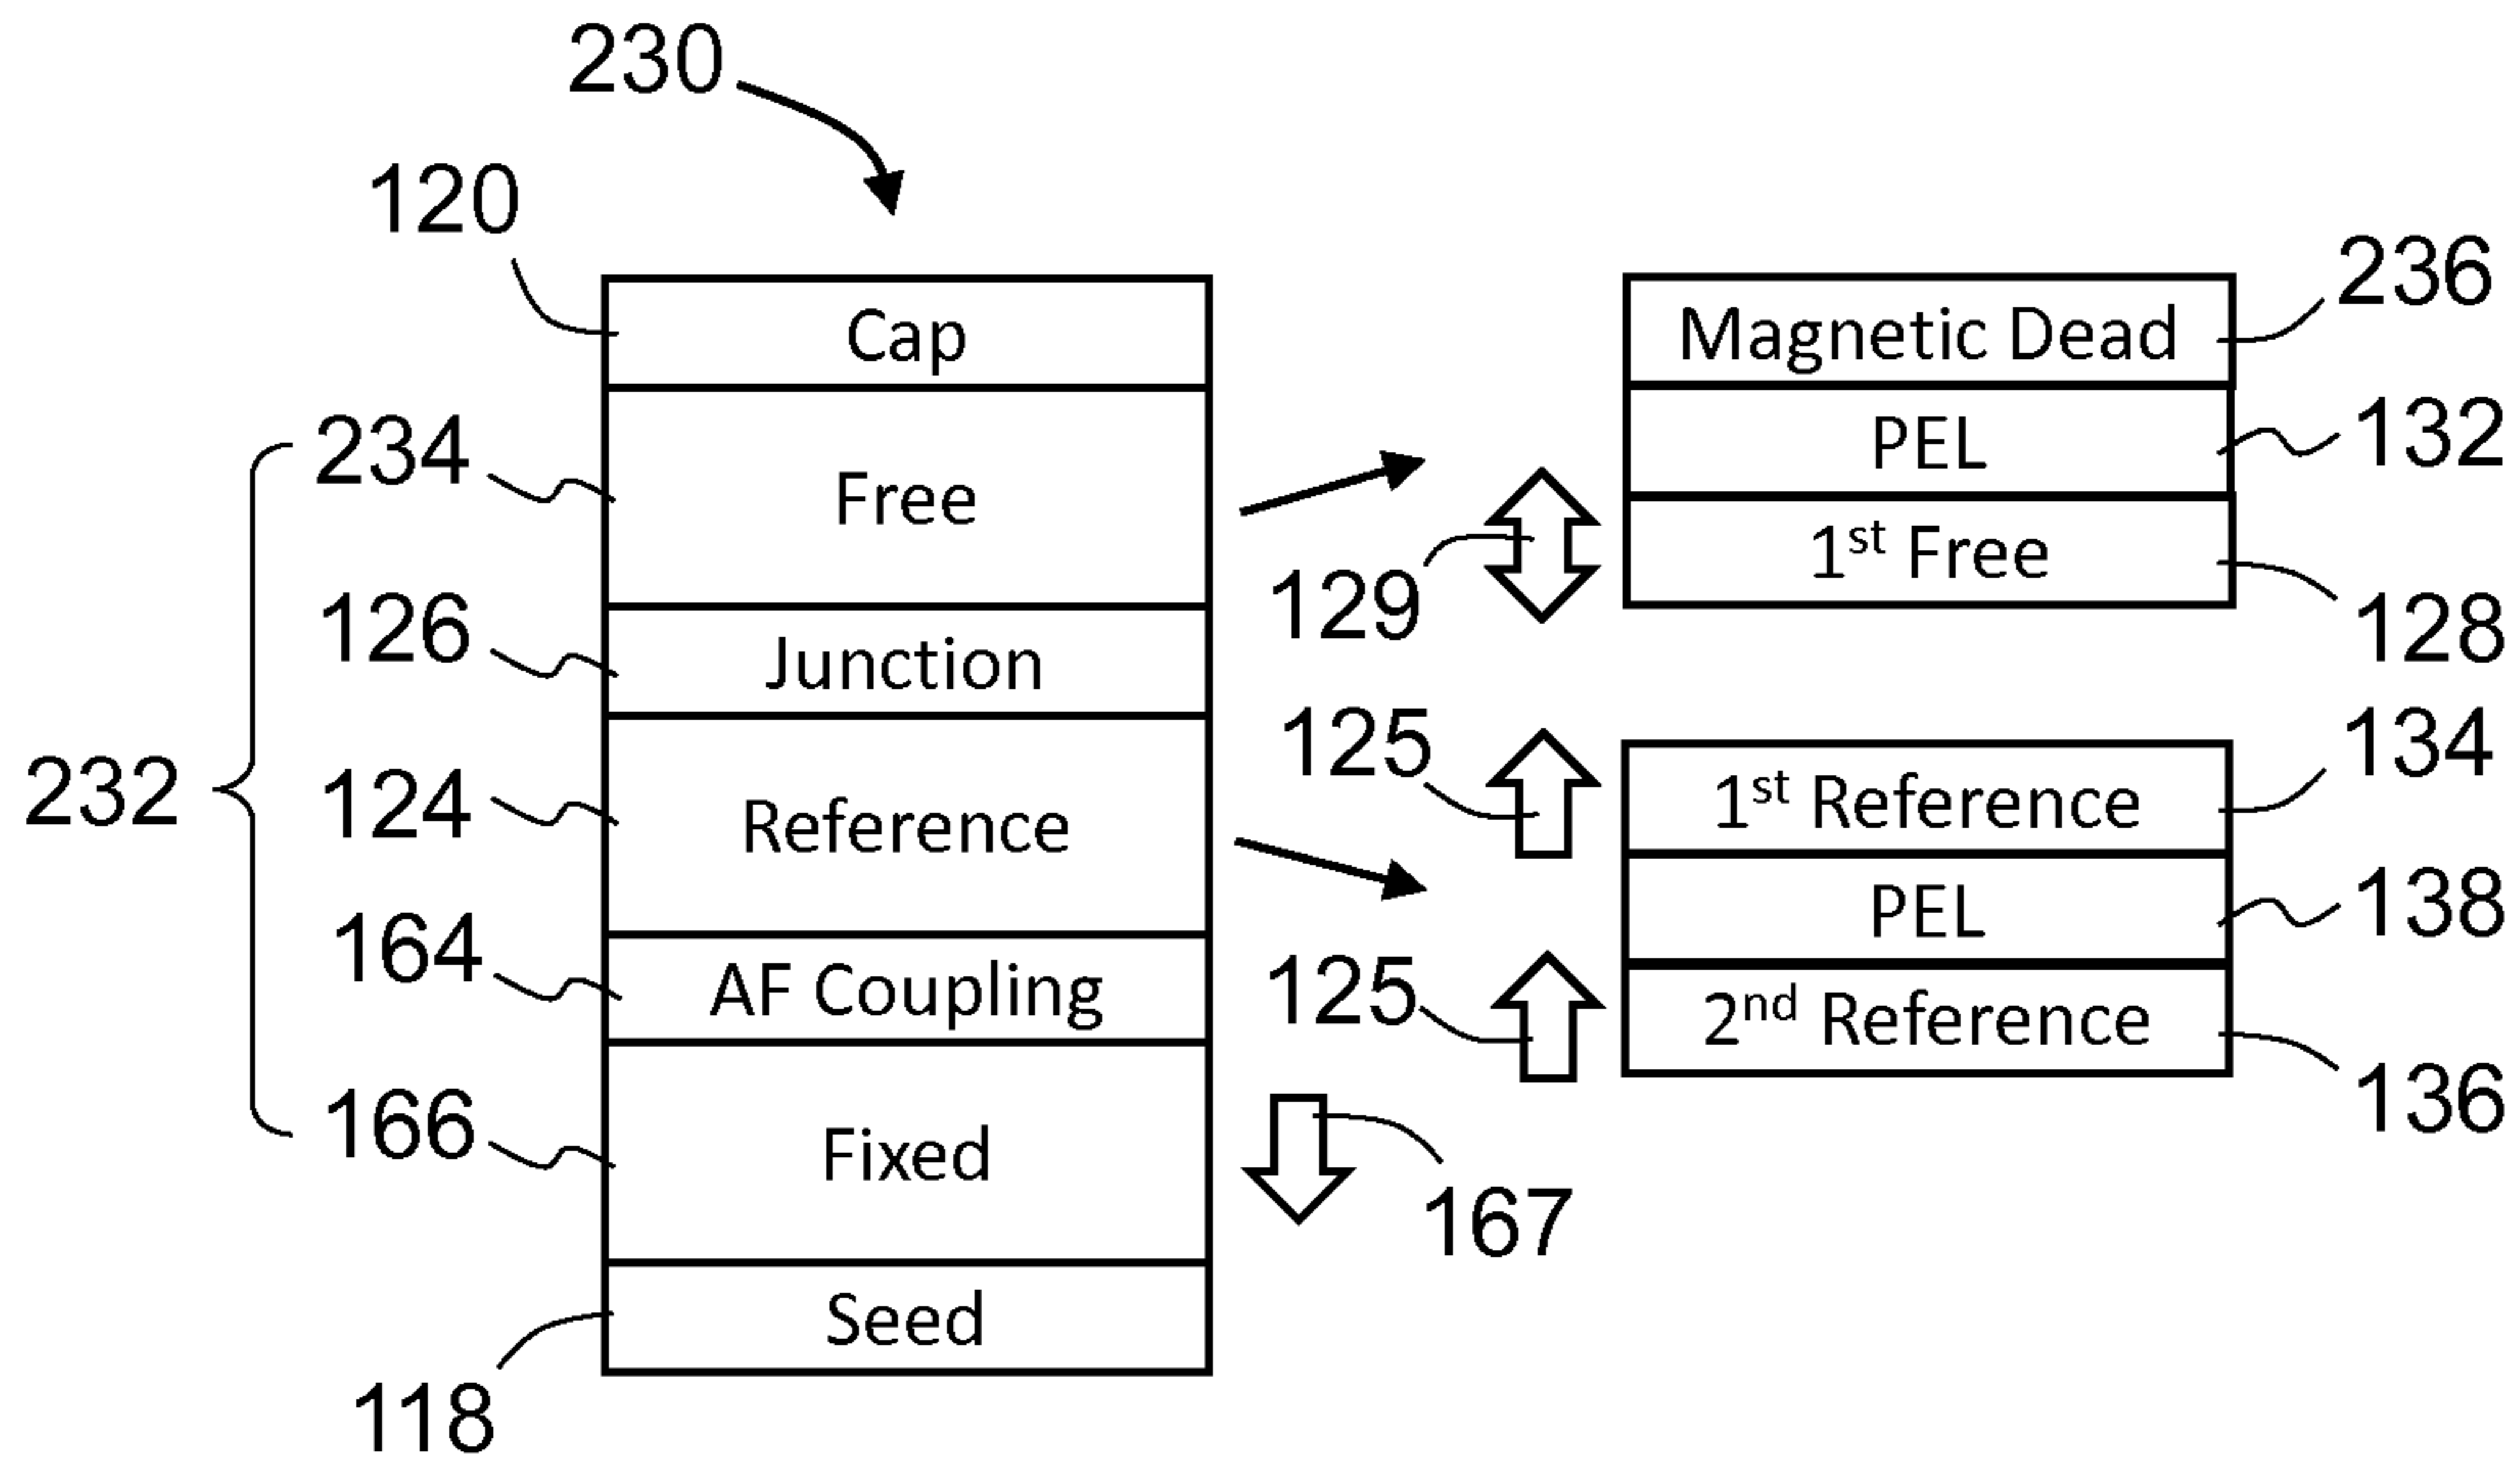 230
120
Cap
234
Free
126
Junction
232
124
Reference
164
AF Coupling
166
Fixed
118
Seed
236
Magnetic Dead
132
PEL
129
1st Free
128
125
134
1st Reference
138
PEL
125
2nd Reference
136
167